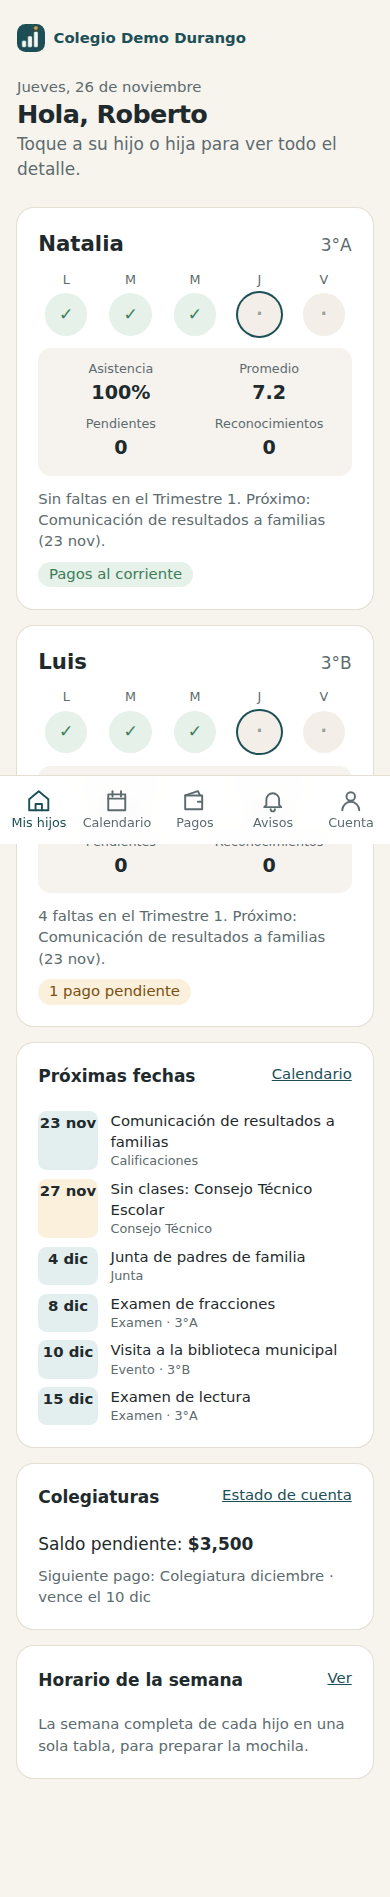 Colegio Demo Durango
Jueves, 26 de noviembre
Hola, Roberto
Toque a su hijo o hija para ver todo el
detalle.
Natalia 3°A
L M M J V
✓ ✓ ✓ · ·
Asistencia Promedio
100% 7.2
Pendientes Reconocimientos
0 0
Sin faltas en el Trimestre 1. Próximo:
Comunicación de resultados a familias
(23 nov).
Pagos al corriente
Luis 3°B
L M M J V
✓ ✓ ✓ · ·
Mis hijos Calendario Pagos Avisos Cuenta
0 0
4 faltas en el Trimestre 1. Próximo:
Comunicación de resultados a familias
(23 nov).
1 pago pendiente
Próximas fechas Calendario
23 nov Comunicación de resultados a
familias
Calificaciones
27 nov Sin clases: Consejo Técnico
Escolar
Consejo Técnico
4 dic Junta de padres de familia
Junta
8 dic Examen de fracciones
Examen · 3°A
10 dic Visita a la biblioteca municipal
Evento · 3°B
15 dic Examen de lectura
Examen · 3°A
Colegiaturas Estado de cuenta
Saldo pendiente: $3,500
Siguiente pago: Colegiatura diciembre ·
vence el 10 dic
Horario de la semana Ver
La semana completa de cada hijo en una
sola tabla, para preparar la mochila.